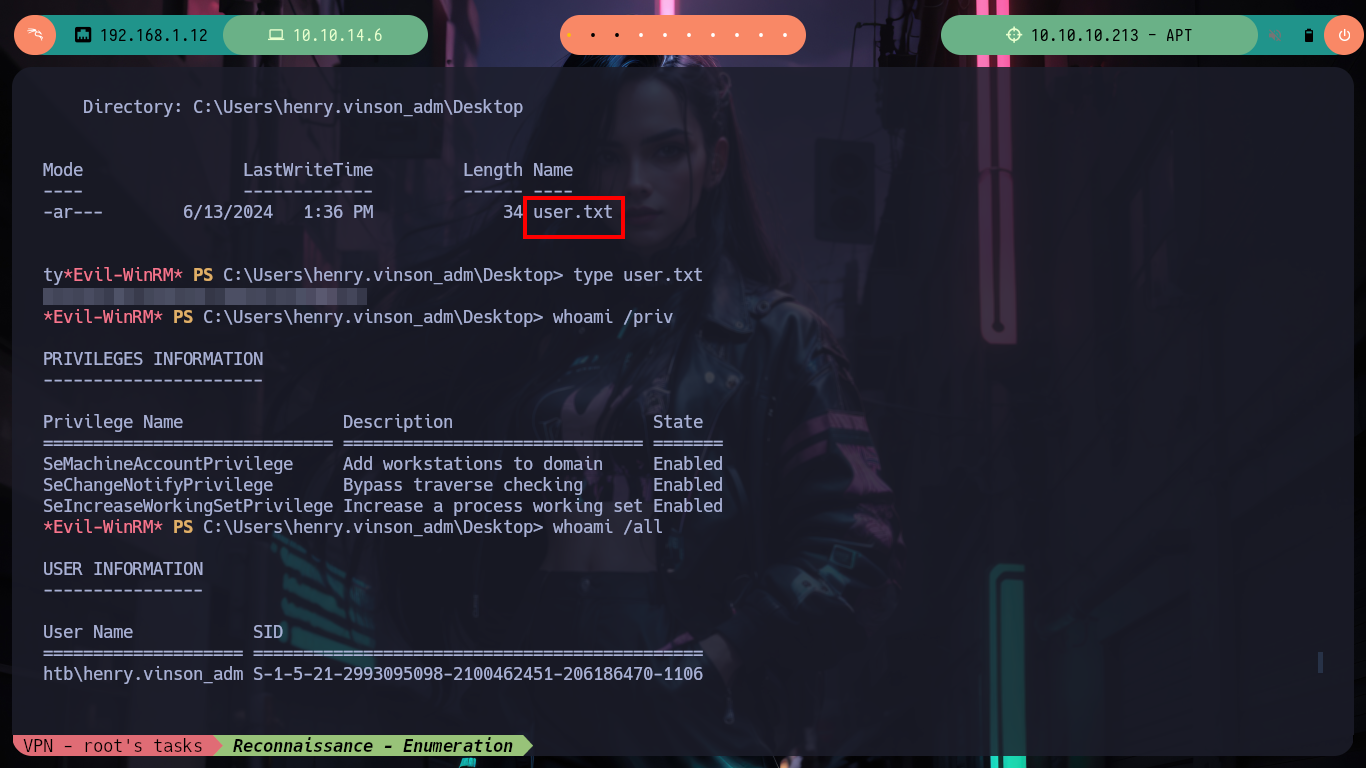 192.168.1.12 10.10.14.6 10.10.10.213 - APT
Directory: C:\Users\henry.vinson_adm\Desktop
Mode LastWriteTime Length Name
---- ------------- ------ ----
-ar--- 6/13/2024 1:36 PM 34 user.txt
ty*Evil-WinRM* PS C:\Users\henry.vinson_adm\Desktop> type user.txt
*Evil-WinRM* PS C:\Users\henry.vinson_adm\Desktop> whoami /priv
PRIVILEGES INFORMATION
----------------------
Privilege Name Description State
============================= ============================== =======
SeMachineAccountPrivilege Add workstations to domain Enabled
SeChangeNotifyPrivilege Bypass traverse checking Enabled
SeIncreaseWorkingSetPrivilege Increase a process working set Enabled
*Evil-WinRM* PS C:\Users\henry.vinson_adm\Desktop> whoami /all
USER INFORMATION
----------------
User Name SID
==================== =============================================
htb\henry.vinson_adm S-1-5-21-2993095098-2100462451-206186470-1106
VPN - root's tasks Reconnaissance - Enumeration